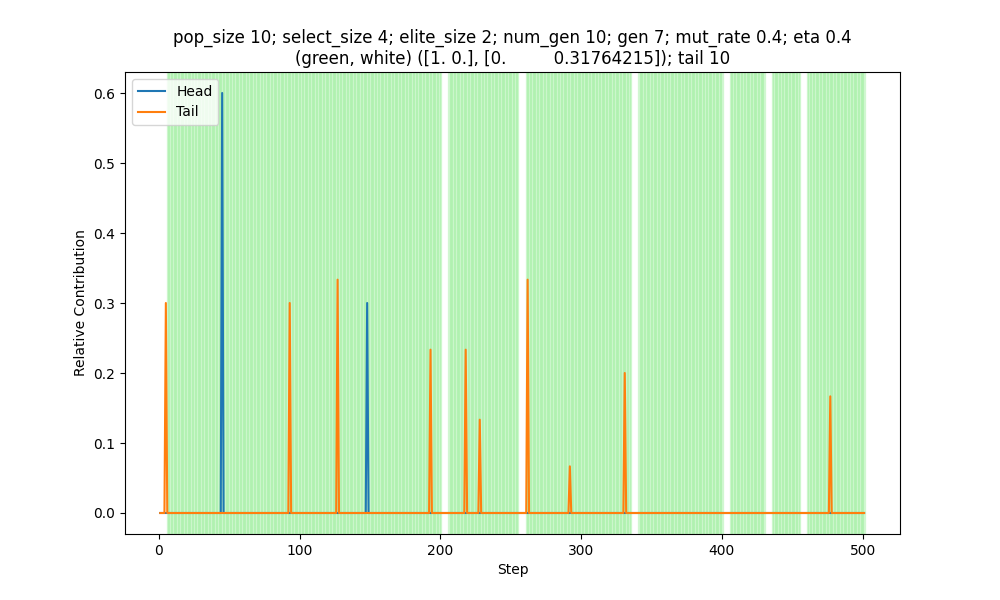 pop_size 10; select_size 4; elite_size 2; num_gen 10; gen 7; mut_rate 0.4; eta 0.4
(green, white) ([1. 0.], [0.          0.31764215]); tail 10
Head
Tail
0.6
0.5
0.4
0.3
0.2
0.1
0.0
Relative Contribution
0 100 200 300 400 500
Step